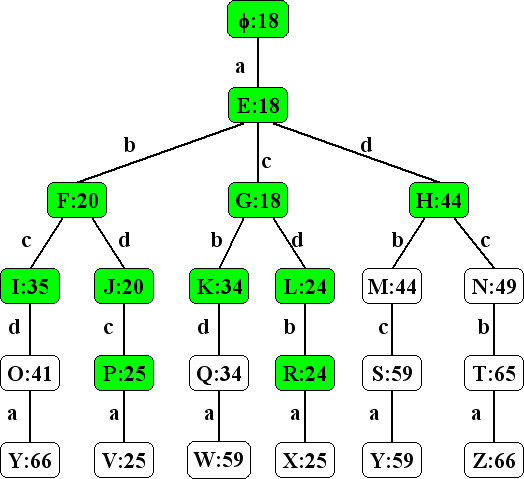 ϕ:18
a
E:18
b c d
F:20 G:18 H:44
c d b d b c
I:35 J:20 K:34 L:24 M:44 N:49
d c d b c b
O:41 P:25 Q:34 R:24 S:59 T:65
a a a a a a
Y:66 V:25 W:59 X:25 Y:59 Z:66